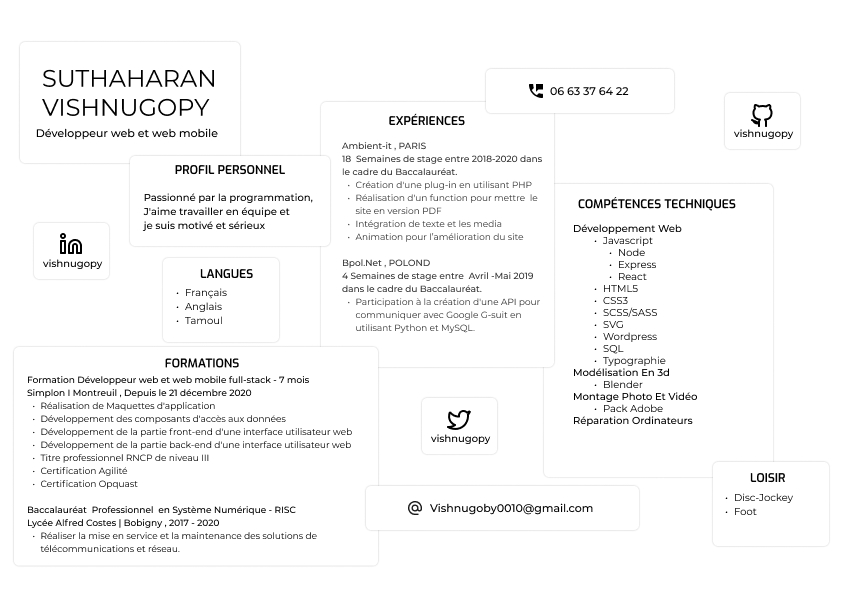 SUTHAHARAN
VISHNUGOPY
Développeur web et web mobile
06 63 37 64 22
vishnugopy
PROFIL PERSONNEL
Passionné par la programmation,
J'aime travailler en équipe et
je suis motivé et sérieux
vishnugopy
LANGUES
• Français
• Anglais
• Tamoul
EXPÉRIENCES
Ambient-it , PARIS
18 Semaines de stage entre 2018-2020 dans
le cadre du Baccalauréat.
• Création d'une plug-in en utilisant PHP
• Réalisation d'un function pour mettre le
site en version PDF
• Intégration de texte et les media
• Animation pour l'amélioration du site
Bpol.Net , POLOND
4 Semaines de stage entre Avril -Mai 2019
dans le cadre du Baccalauréat.
• Participation à la création d'une API pour
communiquer avec Google G-suit en
utilisant Python et MySQL.
COMPÉTENCES TECHNIQUES
Développement Web
• Javascript
• Node
• Express
• React
• HTML5
• CSS3
• SCSS/SASS
• SVG
• Wordpress
• SQL
• Typographie
Modélisation En 3d
• Blender
Montage Photo Et Vidéo
• Pack Adobe
Réparation Ordinateurs
FORMATIONS
Formation Développeur web et web mobile full-stack - 7 mois
Simplon I Montreuil , Depuis le 21 décembre 2020
• Réalisation de Maquettes d'application
• Développement des composants d'accès aux données
• Développement de la partie front-end d'une interface utilisateur web
• Développement de la partie back-end d'une interface utilisateur web
• Titre professionnel RNCP de niveau III
• Certification Agilité
• Certification Opquast
Baccalauréat Professionnel en Système Numérique - RISC
Lycée Alfred Costes | Bobigny , 2017 - 2020
• Réaliser la mise en service et la maintenance des solutions de
télécommunications et réseau.
vishnugopy
Vishnugoby0010@gmail.com
LOISIR
• Disc-Jockey
• Foot